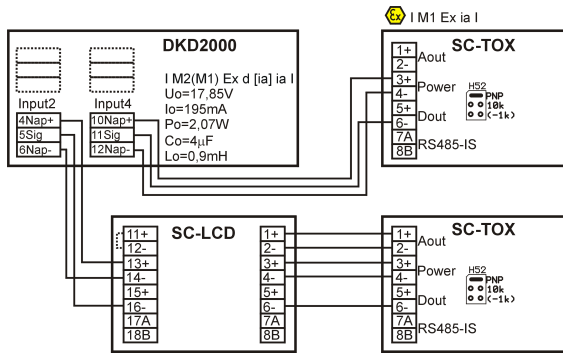 Ex I M1 Ex ia I
DKD2000
I M2(M1) Ex d [ia] ia I
Uo=17,85V
Io=195mA
Po=2,07W
Co=4µF
Lo=0,9mH
Input2
4Nap+
5Sig
6Nap-
Input4
10Nap+
11Sig
12Nap-
SC-TOX
1+
2-
3+
4-
5+
6-
7A
8B
Aout
Power
Dout
RS485-IS
H52
PNP
10k
(-1k)
SC-LCD
11+
12-
13+
14-
15+
16-
17A
18B
1+
2-
3+
4-
5+
6-
7A
8B
SC-TOX
1+
2-
3+
4-
5+
6-
7A
8B
Aout
Power
Dout
RS485-IS
H52
PNP
10k
(-1k)